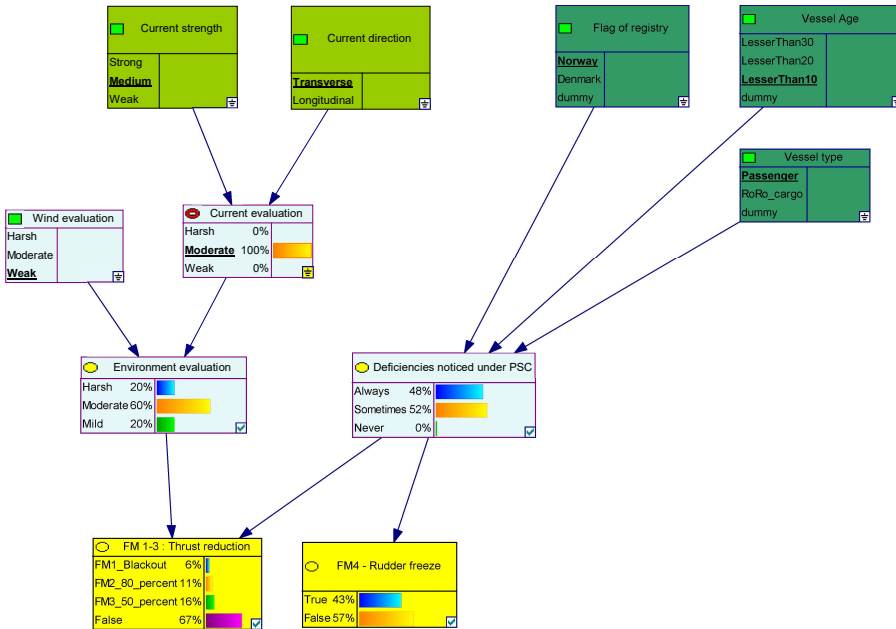 Current strength
Strong
Medium
Weak
Current direction
Transverse
Longitudinal
Flag of registry
Norway
Denmark
dummy
Vessel Age
LesserThan30
LesserThan20
LesserThan10
dummy
Vessel type
Passenger
RoRo_cargo
dummy
Wind evaluation
Harsh
Moderate
Weak
Current evaluation
Harsh 0%
Moderate 100%
Weak 0%
Environment evaluation
Harsh 20%
Moderate 60%
Mild 20%
Deficiencies noticed under PSC
Always 48%
Sometimes 52%
Never 0%
FM 1-3 : Thrust reduction
FM1_Blackout 6%
FM2_80_percent 11%
FM3_50_percent 16%
False 67%
FM4 - Rudder freeze
True 43%
False 57%